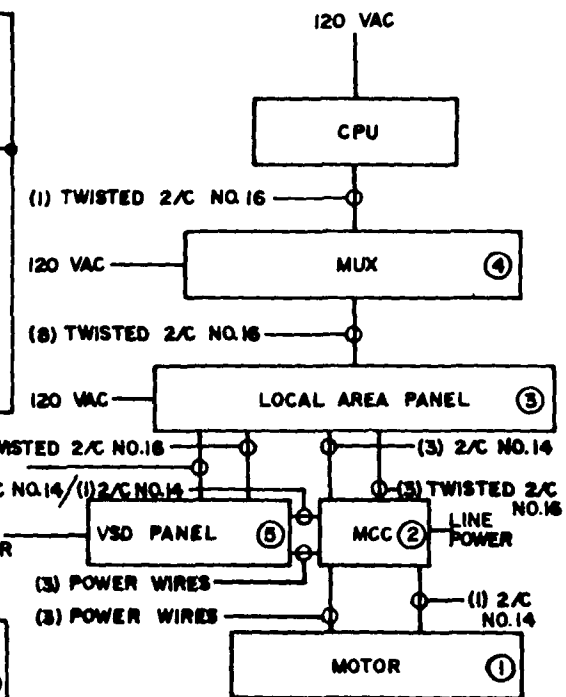 120 VAC
CPU
(1) TWISTED 2/C NO.16
120 VAC
MUX
4
(8) TWISTED 2/C NO.16
120 VAC
LOCAL AREA PANEL
3
2/C NO.16
(3) 2/C NO.14
NO.14/(1) 2/C NO.14
(3) TWISTED 2/C
NO.16
VSD PANEL
5
MCC
2
LINE
POWER
(3) POWER WIRES
(3) POWER WIRES
(1) 2/C
NO.14
MOTOR
1